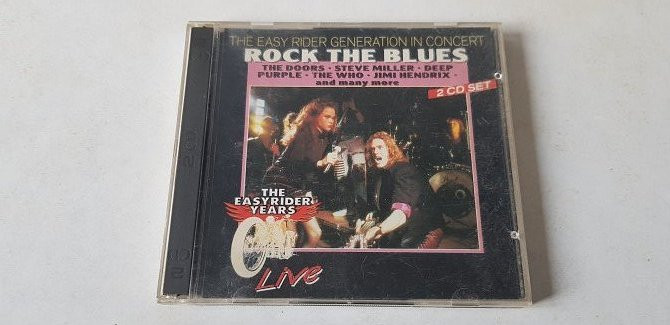 THE EASY RIDER GENERATION IN CONCERT
ROCK THE BLUES
THE DOORS · STEVE MILLER · DEEP
PURPLE · THE WHO · JIMI HENDRIX ·
and many more
2 CD SET
THE
EASYRIDER
YEARS
Live